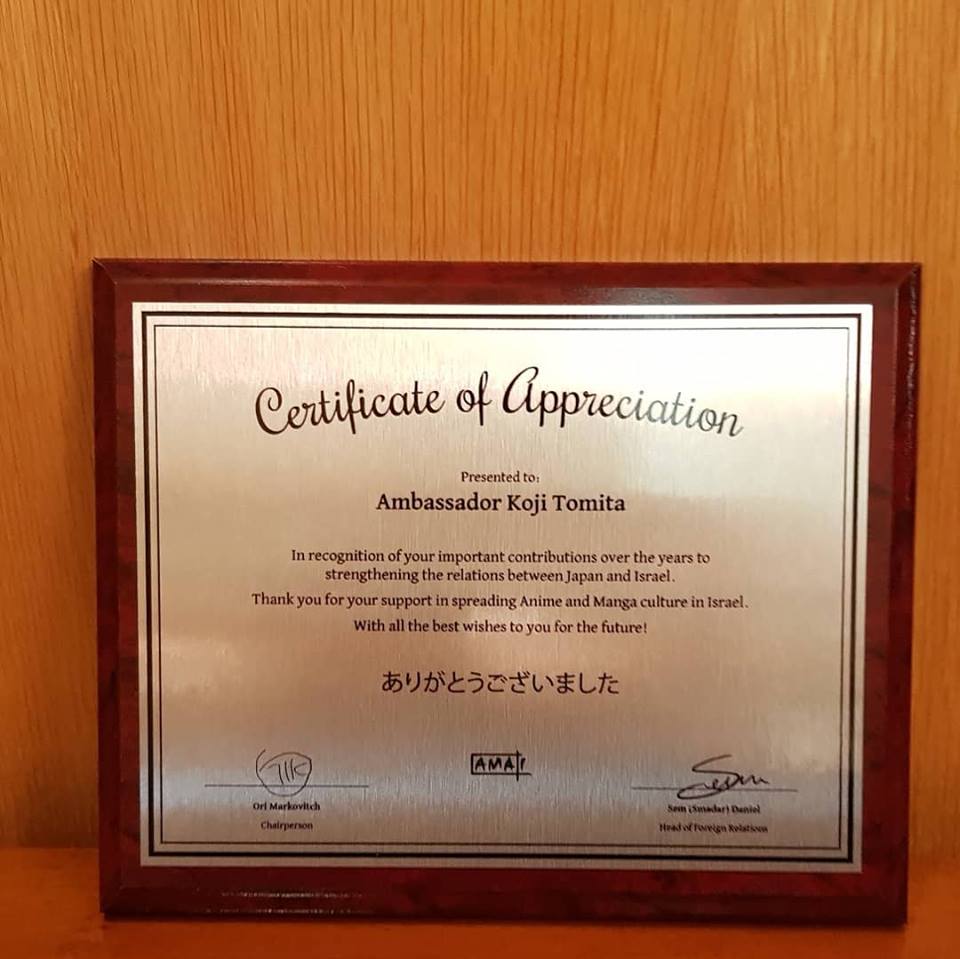 Certificate of Appreciation
Presented to:
Ambassador Koji Tomita
In recognition of your important contributions over the years to
strengthening the relations between Japan and Israel.
Thank you for your support in spreading Anime and Manga culture in Israel.
With all the best wishes to you for the future!
ありがとうございました
AMAI
Ori Markovitch
Chairperson
Sem (Smadar) Daniel
Head of Foreign Relations